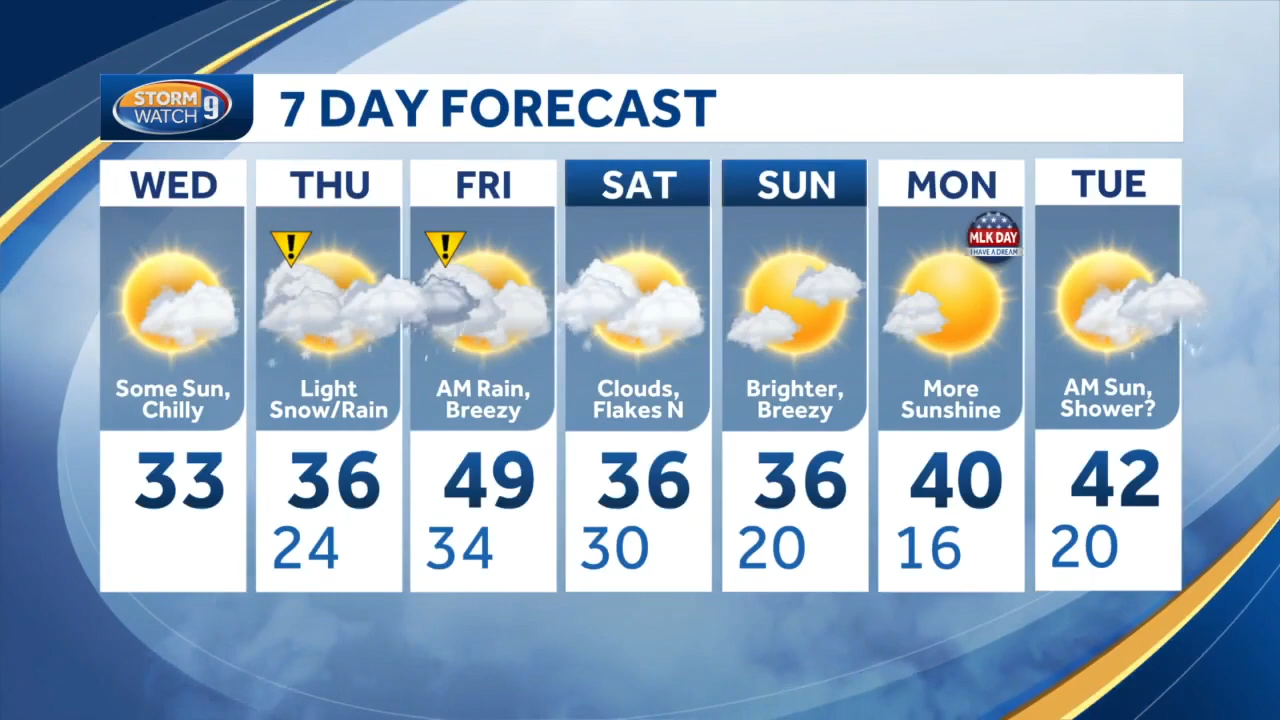 STORM
WATCH 9
7 DAY FORECAST
WED
THU
FRI
SAT
SUN
MON
TUE
!
!
MLK DAY
I HAVE A DREAM
Some Sun,
Chilly
Light
Snow/Rain
AM Rain,
Breezy
Clouds,
Flakes N
Brighter,
Breezy
More
Sunshine
AM Sun,
Shower?
33
36
49
36
36
40
42
24
34
30
20
16
20